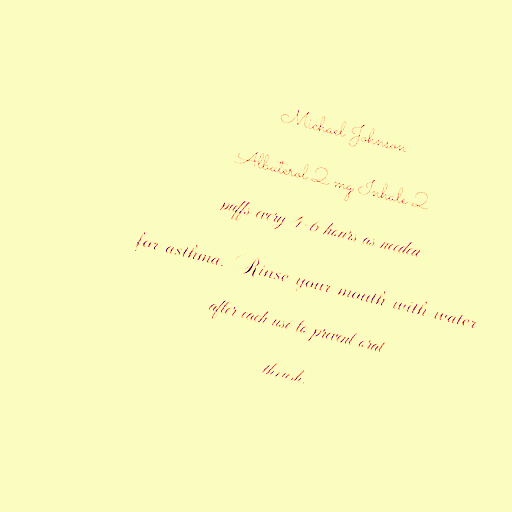 Michael Johnson
Albuterol 2 mg Inhale 2
puffs every 4-6 hours as needed
for asthma. Rinse your mouth with water
after each use to prevent oral
thrush.